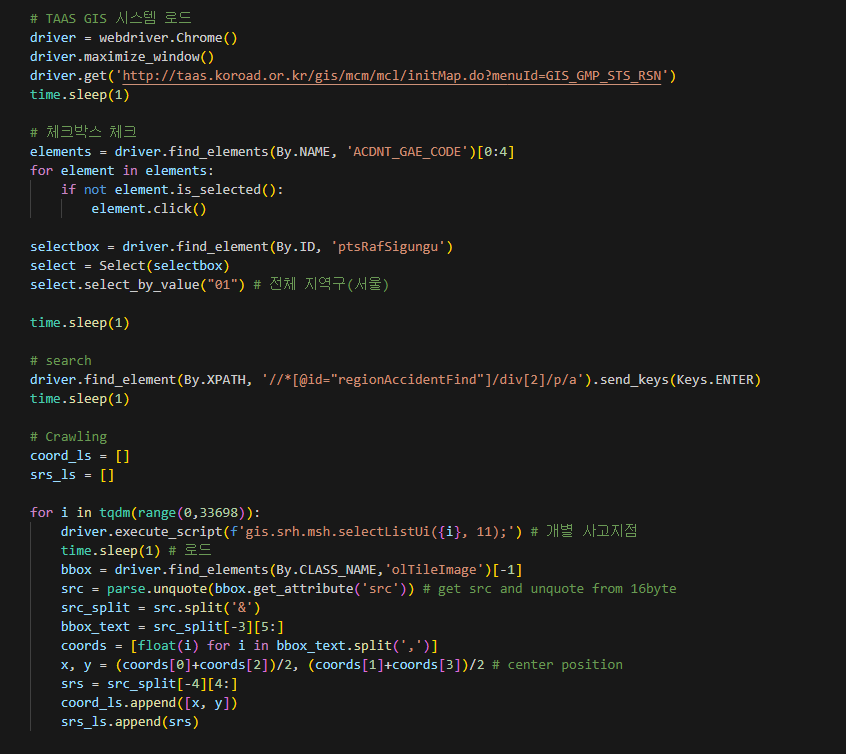 # TAAS GIS 시스템 로드
driver = webdriver.Chrome()
driver.maximize_window()
driver.get('http://taas.koroad.or.kr/gis/mcm/mcl/initMap.do?menuId=GIS_GMP_STS_RSN')
time.sleep(1)
# 체크박스 체크
elements = driver.find_elements(By.NAME, 'ACDNT_GAE_CODE')[0:4]
for element in elements:
if not element.is_selected():
element.click()
selectbox = driver.find_element(By.ID, 'ptsRafSigungu')
select = Select(selectbox)
select.select_by_value("01") # 전체 지역구(서울)
time.sleep(1)
# search
driver.find_element(By.XPATH, '//*[@id="regionAccidentFind"]/div[2]/p/a').send_keys(Keys.ENTER)
time.sleep(1)
# Crawling
coord_ls = []
srs_ls = []
for i in tqdm(range(0,33698)):
driver.execute_script(f'gis.srh.msh.selectListUi({i}, 11);') # 개별 사고지점
time.sleep(1) # 로드
bbox = driver.find_elements(By.CLASS_NAME,'olTileImage')[-1]
src = parse.unquote(bbox.get_attribute('src')) # get src and unquote from 16byte
src_split = src.split('&')
bbox_text = src_split[-3][5:]
coords = [float(i) for i in bbox_text.split(',')]
x, y = (coords[0]+coords[2])/2, (coords[1]+coords[3])/2 # center position
srs = src_split[-4][4:]
coord_ls.append([x, y])
srs_ls.append(srs)